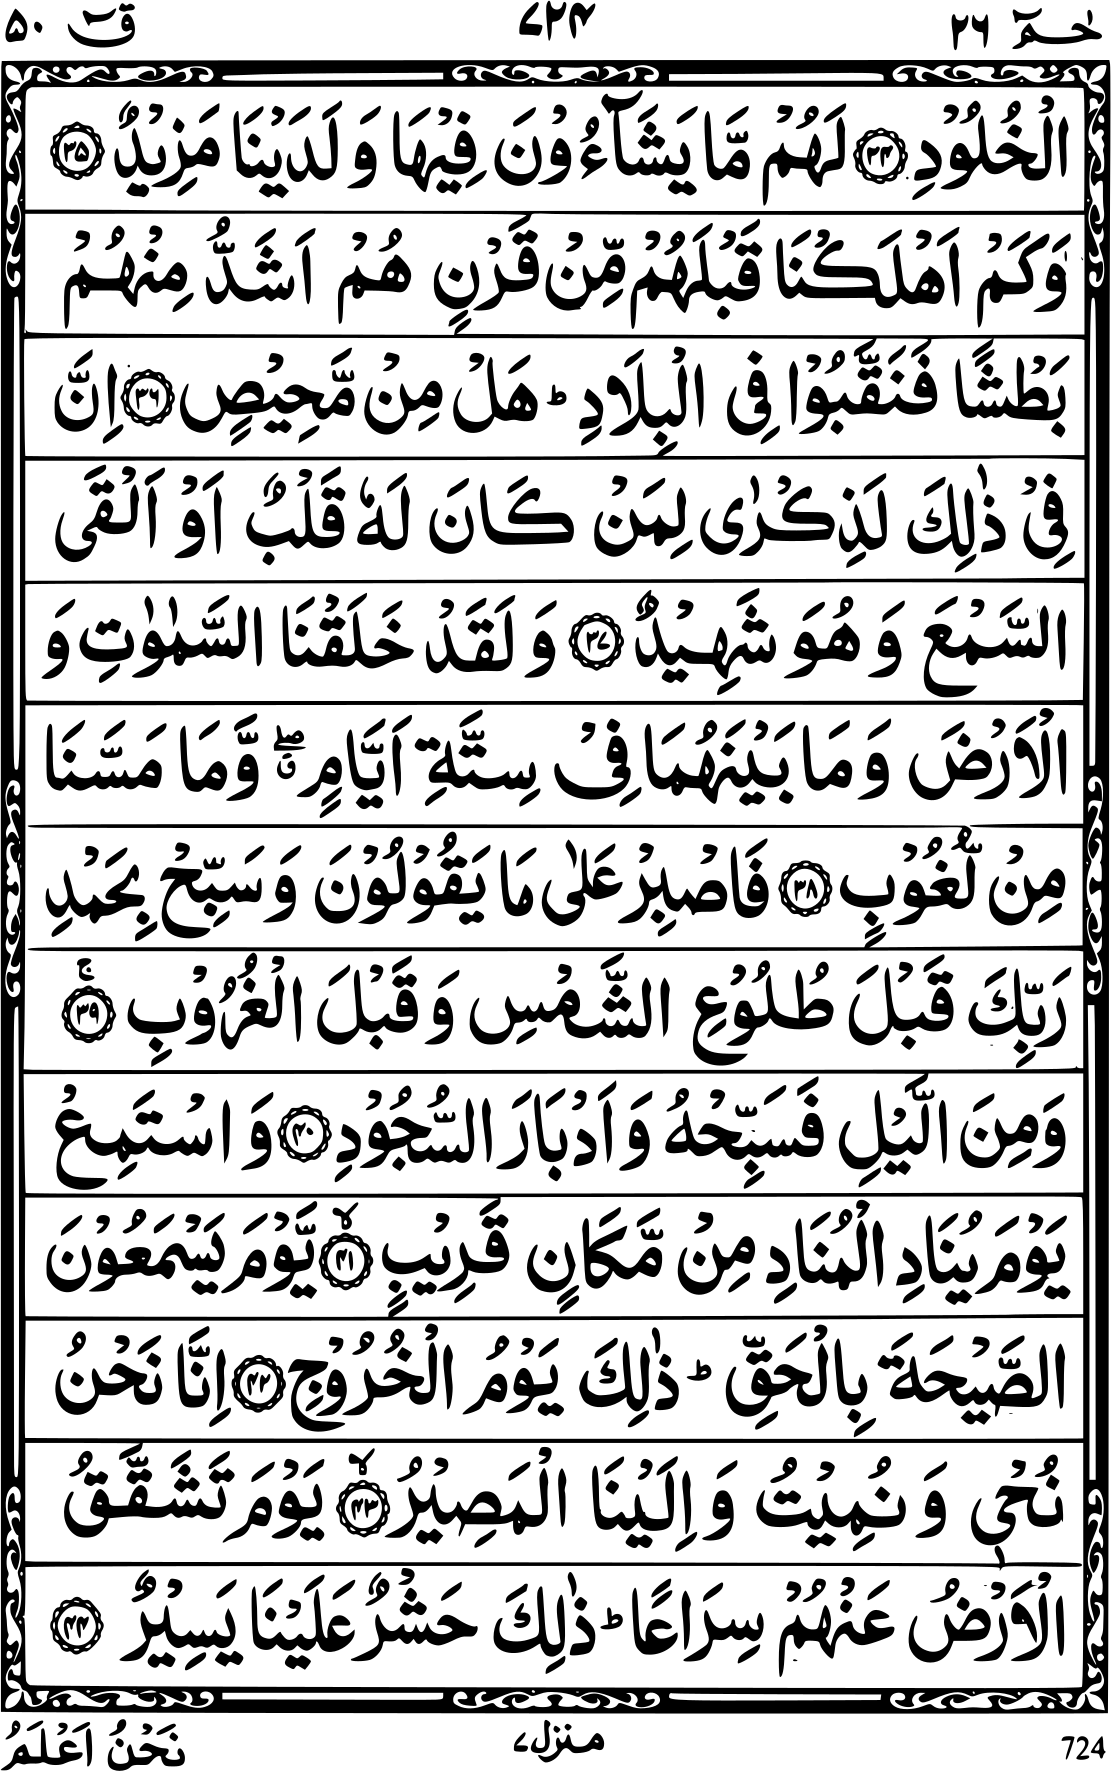 حٰمٓ ۲۶ ۷۲۴ قٓ ۵۰
الْخُلُوْدِ ﴿۳۴﴾ لَهُمْ مَّا یَشَآءُوْنَ فِیْهَا وَ لَدَیْنَا مَزِیْدٌ ﴿۳۵﴾
وَكَمْ اَهْلَكْنَا قَبْلَهُمْ مِّنْ قَرْنٍ هُمْ اَشَدُّ مِنْهُمْ
بَطْشًا فَنَقَّبُوْا فِی الْبِلَادِ ؕ هَلْ مِنْ مَّحِیْصٍ ﴿۳۶﴾ اِنَّ
فِیْ ذٰلِكَ لَذِكْرٰی لِمَنْ كَانَ لَهٗ قَلْبٌ اَوْ اَلْقَی
السَّمْعَ وَ هُوَ شَهِیْدٌ ﴿۳۷﴾ وَ لَقَدْ خَلَقْنَا السَّمٰوٰتِ وَ
الْاَرْضَ وَ مَا بَیْنَهُمَا فِیْ سِتَّةِ اَیَّامٍ ۖۗ وَّ مَا مَسَّنَا
مِنْ لُّغُوْبٍ ﴿۳۸﴾ فَاصْبِرْ عَلٰی مَا یَقُوْلُوْنَ وَ سَبِّحْ بِحَمْدِ
رَبِّكَ قَبْلَ طُلُوْعِ الشَّمْسِ وَ قَبْلَ الْغُرُوْبِ ﴿ۚ۳۹﴾
وَمِنَ الَّیْلِ فَسَبِّحْهُ وَ اَدْبَارَ السُّجُوْدِ ﴿۴۰﴾ وَ اسْتَمِعْ
یَوْمَ یُنَادِ الْمُنَادِ مِنْ مَّكَانٍ قَرِیْبٍ ﴿ۙ۴۱﴾ یَّوْمَ یَسْمَعُوْنَ
الصَّیْحَةَ بِالْحَقِّ ؕ ذٰلِكَ یَوْمُ الْخُرُوْجِ ﴿۴۲﴾ اِنَّا نَحْنُ
نُحْیٖ وَ نُمِیْتُ وَ اِلَیْنَا الْمَصِیْرُ ﴿ۙ۴۳﴾ یَوْمَ تَشَقَّقُ
الْاَرْضُ عَنْهُمْ سِرَاعًا ؕ ذٰلِكَ حَشْرٌ عَلَیْنَا یَسِیْرٌ ﴿۴۴﴾
724 منزل۷ نَحْنُ اَعْلَمُ